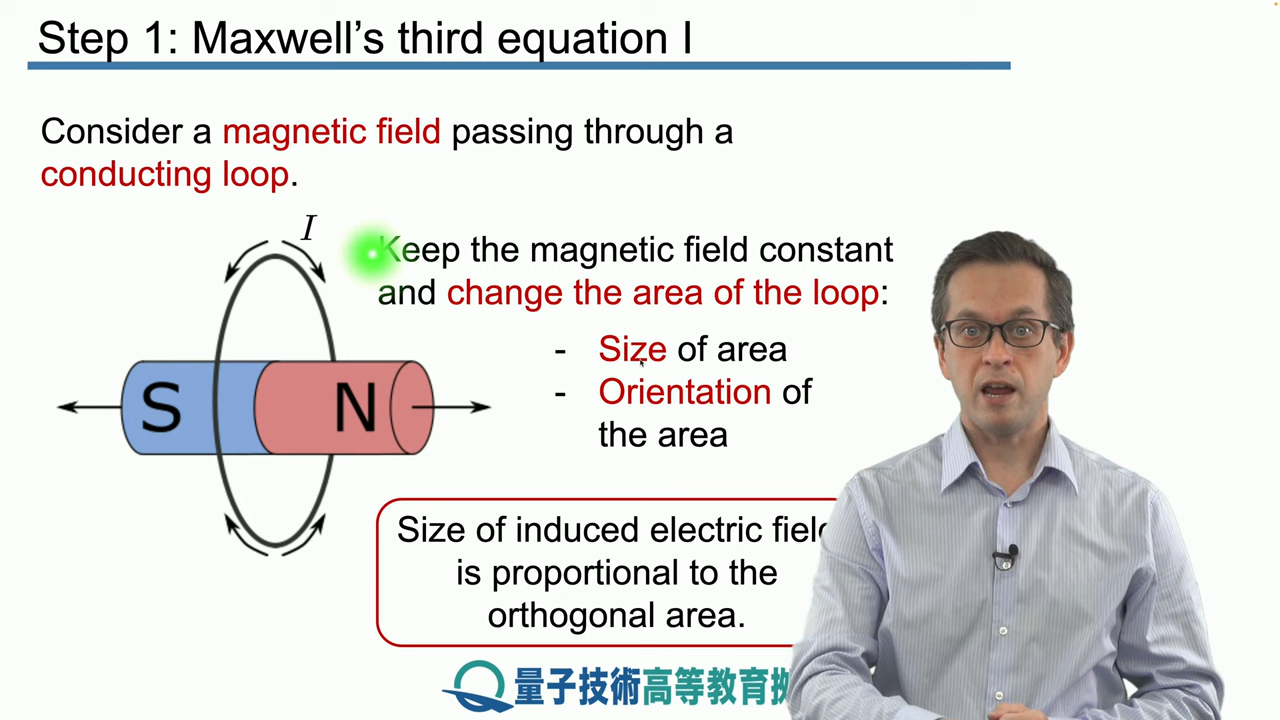 Step 1: Maxwell's third equation I
Consider a magnetic field passing through a
conducting loop.
I
Keep the magnetic field constant
and change the area of the loop:
- Size of area
- Orientation of
the area
S N
Size of induced electric field
is proportional to the
orthogonal area.
量子技術高等教育拠